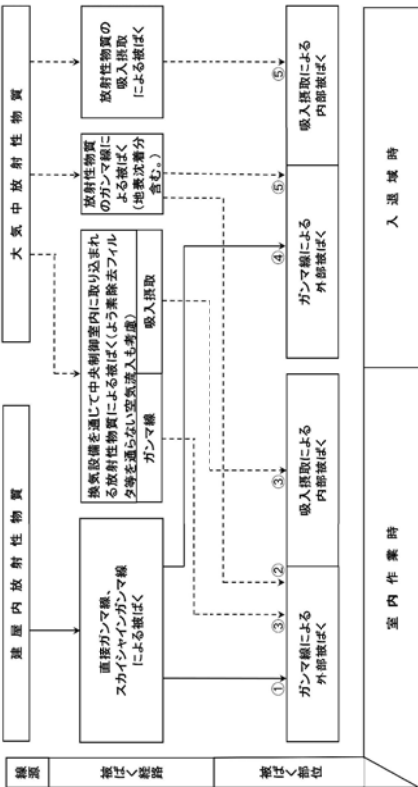 線源
建屋内放射性物質
大気中放射性物質
被ばく経路
直接ガンマ線、
スカイシャインガンマ線
による被ばく
換気設備を通じて中央制御室内に取り込まれ
る放射性物質による被ばく(よう素除去フィル
タ等を通らない空気流入も考慮)
ガンマ線
吸入摂取
放射性物質
のガンマ線に
よる被ばく
(地表沈着分
含む。)
放射性物質の
吸入摂取
による被ばく
被ばく部位
①
③
②
③
④
⑤
⑤
ガンマ線による
外部被ばく
吸入摂取による
内部被ばく
ガンマ線による
外部被ばく
吸入摂取による
内部被ばく
室内作業時
入退域時